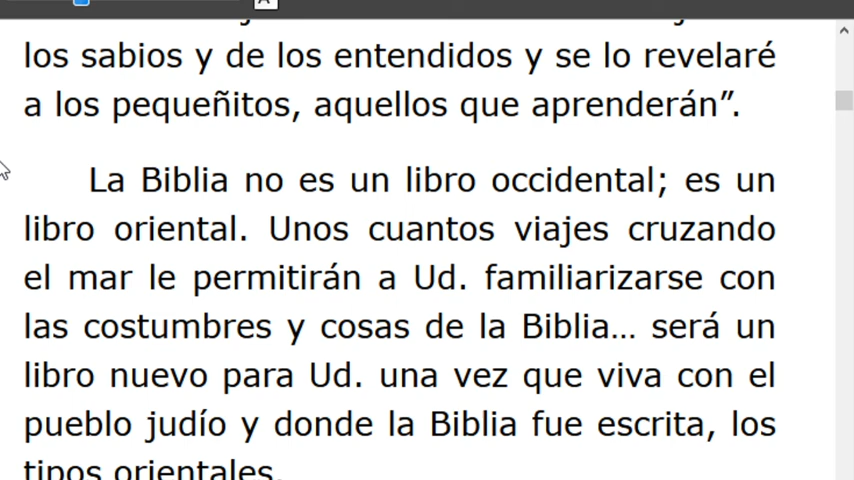 los sabios y de los entendidos y se lo revelaré
a los pequeñitos, aquellos que aprenderán”.
La Biblia no es un libro occidental; es un
libro oriental. Unos cuantos viajes cruzando
el mar le permitirán a Ud. familiarizarse con
las costumbres y cosas de la Biblia... será un
libro nuevo para Ud. una vez que viva con el
pueblo judío y donde la Biblia fue escrita, los
tipos orientales.